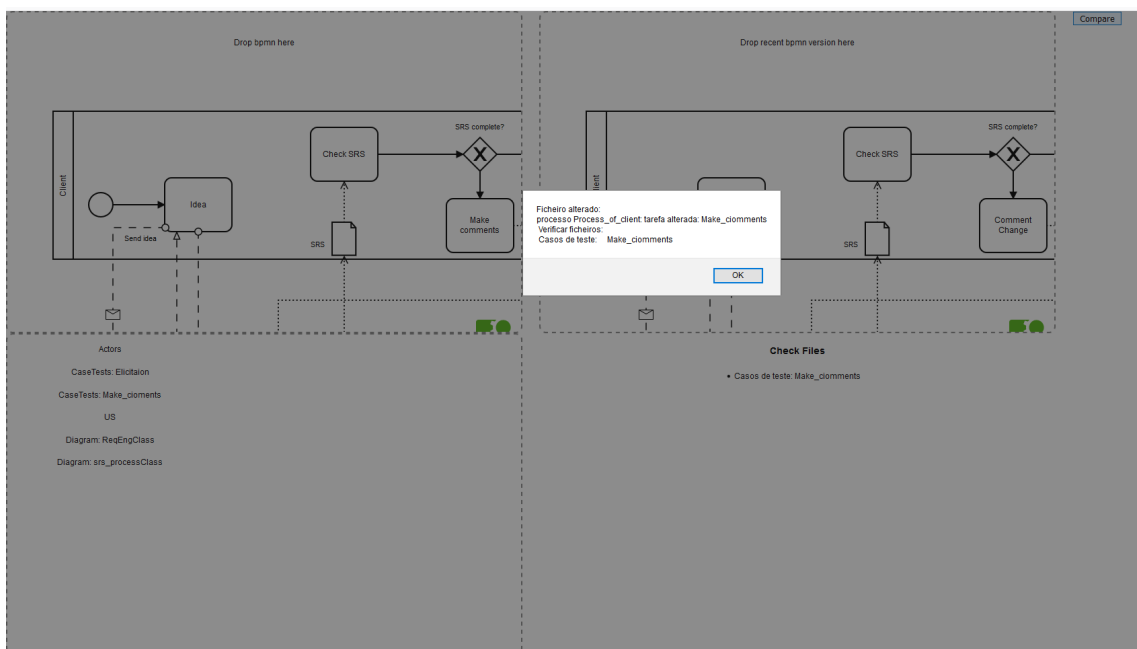 Compare
Drop bpmn here
Drop recent bpmn version here
SRS complete?
SRS complete?
Client
Check SRS
Check SRS
Client
Idea
Make
comments
Comment
Change
Send idea
SRS
SRS
Ficheiro alterado:
processo Process_of_client: tarefa alterada: Make_ciomments
Verificar ficheiros:
Casos de teste: Make_ciomments
OK
Actors
CaseTests: Elicitaion
CaseTests: Make_cioments
US
Diagram: ReqEngClass
Diagram: srs_processClass
Check Files
• Casos de teste: Make_ciomments